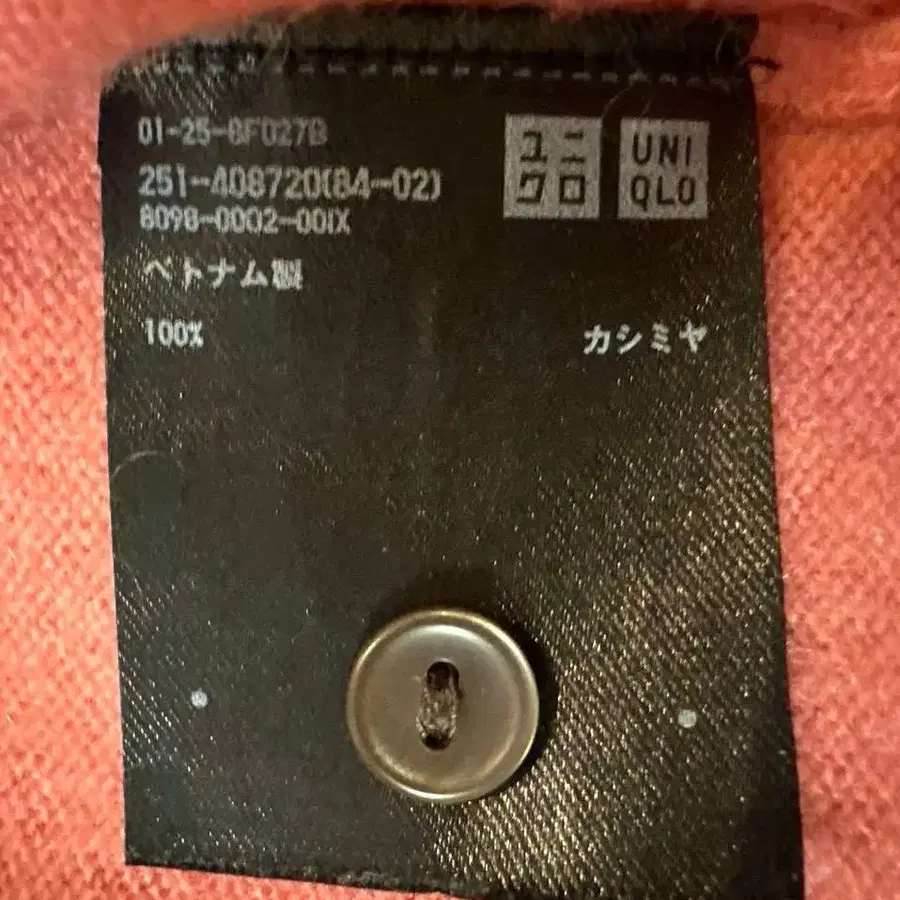 01-25-8F027B
251-408720(84-02)
8098-0002-00IX
ベトナム製
100% カシミヤ
ユニ
クロ
UNI
QLO